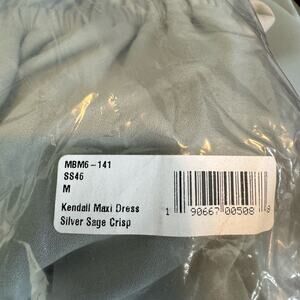 MBM6-141
SS46
M
Kendall Maxi Dress
Silver Sage Crisp
1 90667 00508 8